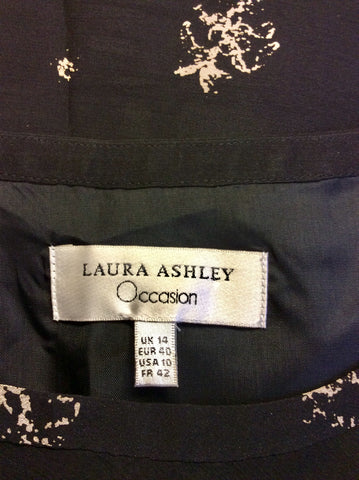 LAURA ASHLEY
Occasion
UK 14
EUR 40
USA 10
FR 42